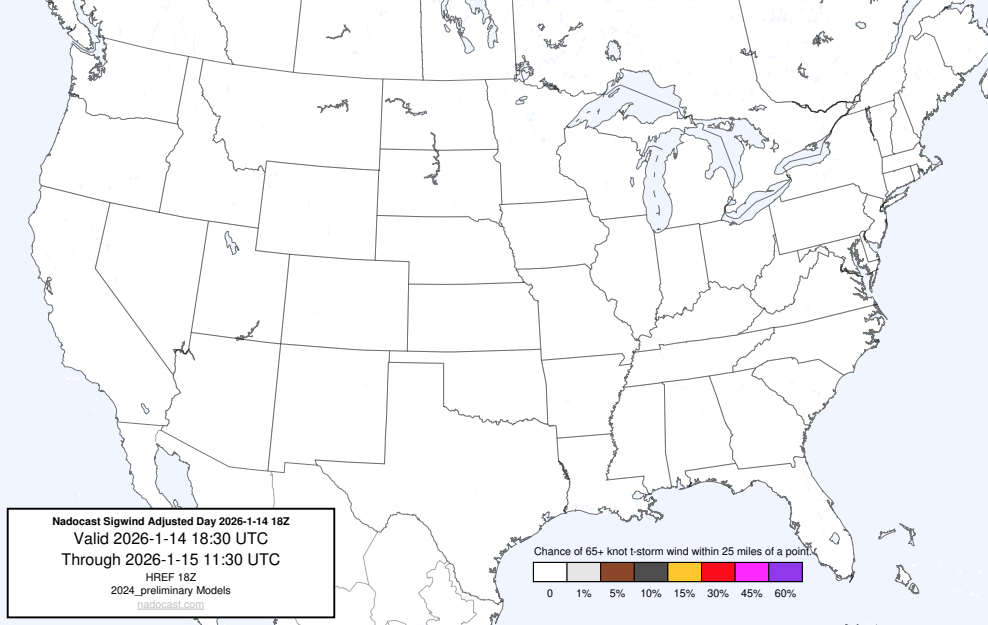 Nadocast Sigwind Adjusted Day 2026-1-14 18Z
Valid 2026-1-14 18:30 UTC
Through 2026-1-15 11:30 UTC
HREF 18Z
2024_preliminary Models
nadocast.com
Chance of 65+ knot t-storm wind within 25 miles of a point.
0 1% 5% 10% 15% 30% 45% 60%